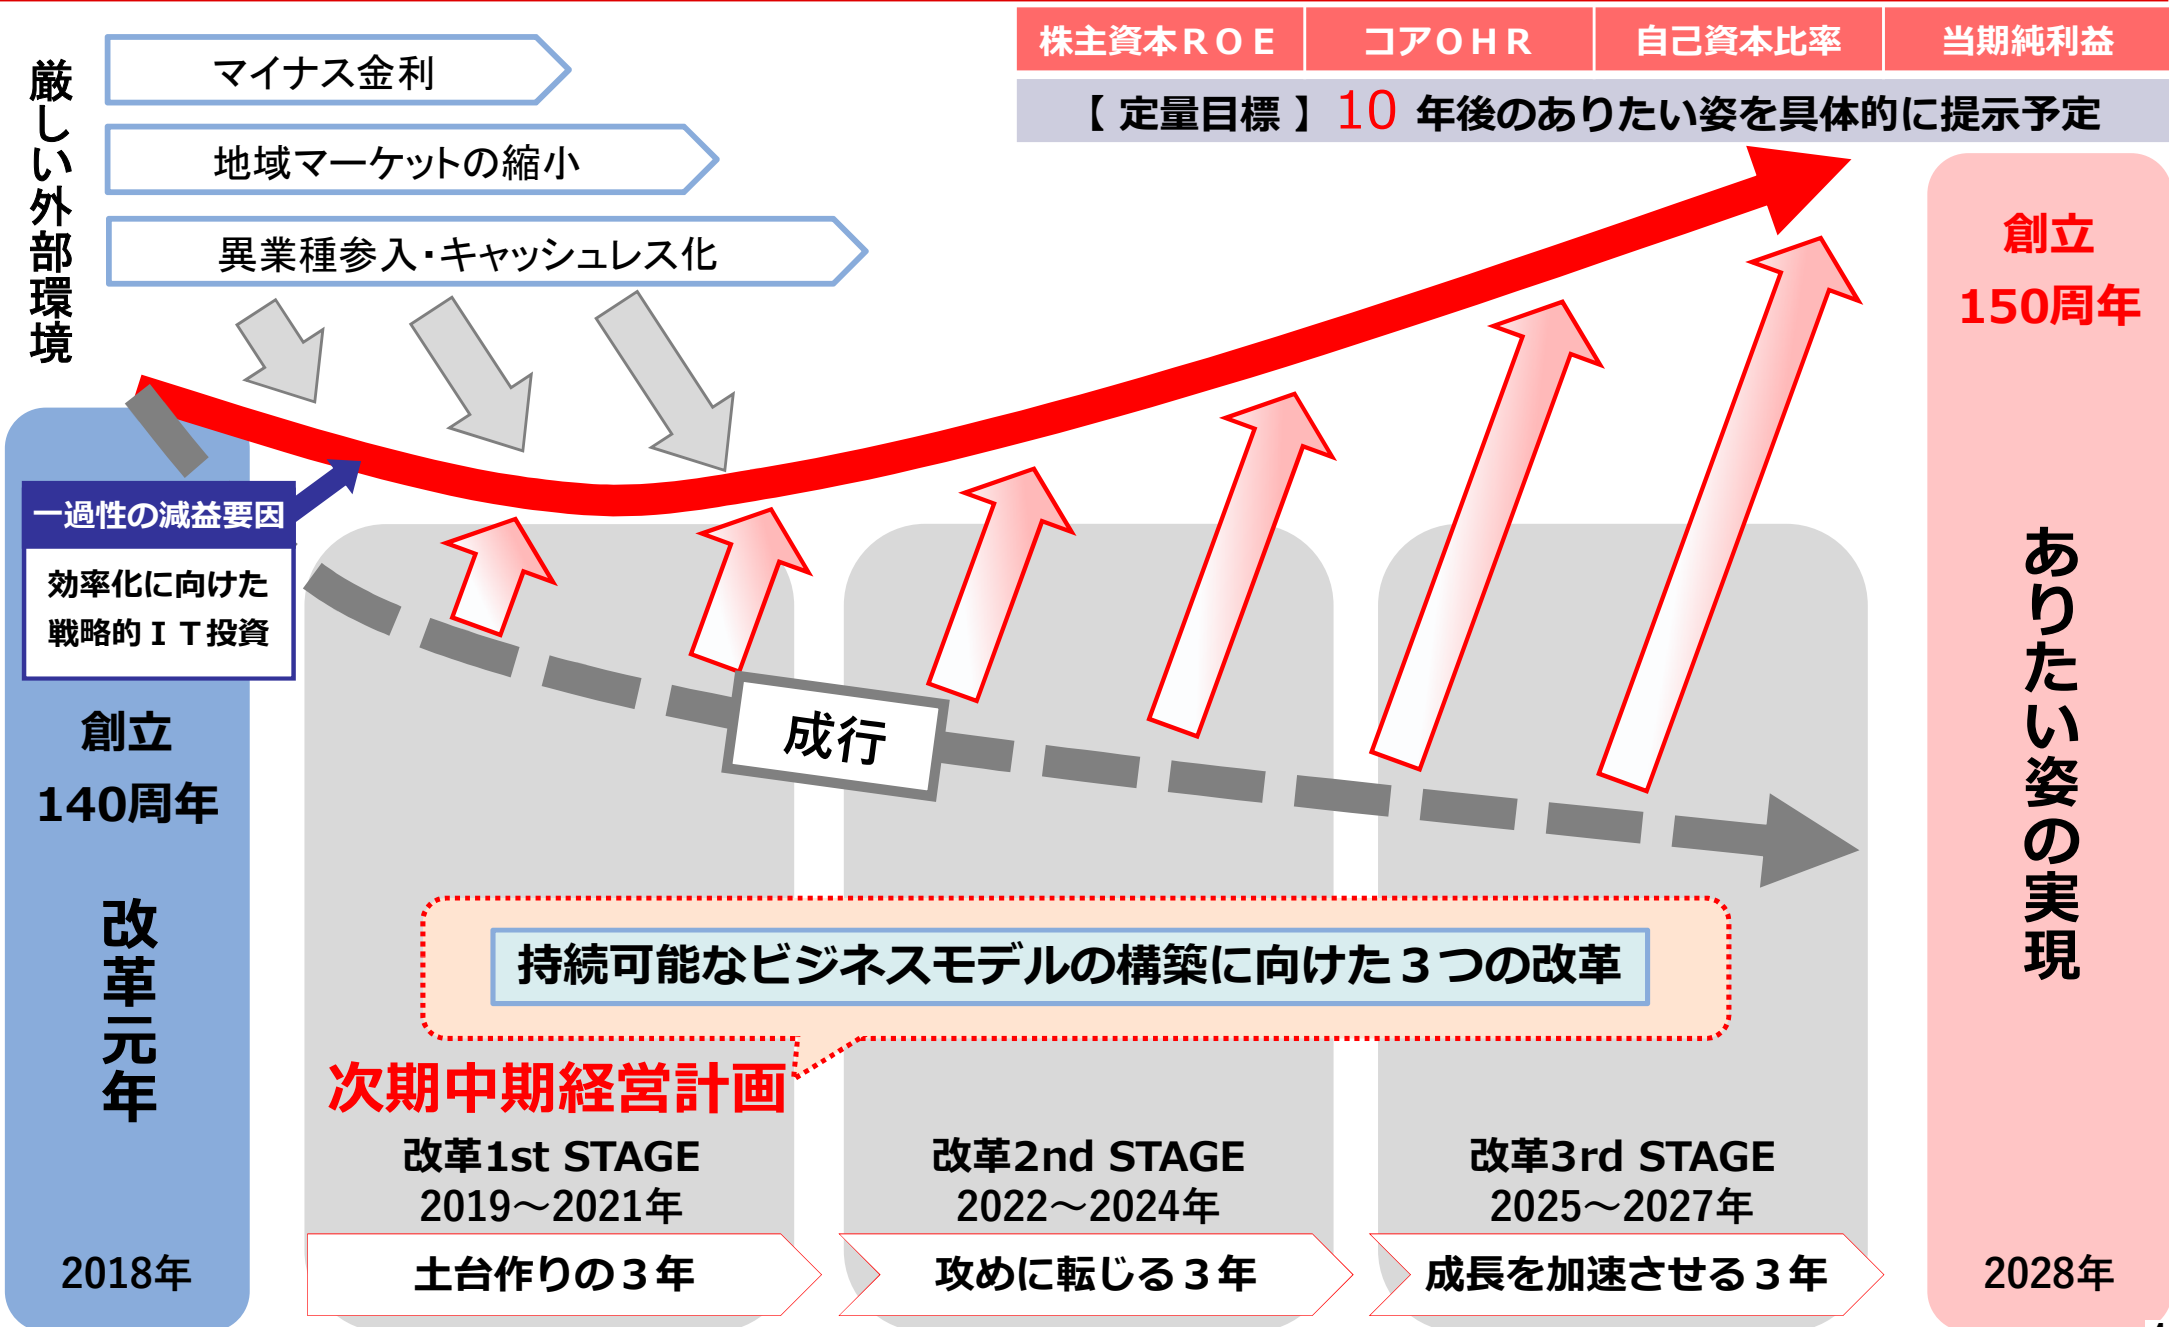 株主資本ＲＯＥ
コアＯＨＲ
自己資本比率
当期純利益
【 定量目標 】 10 年後のありたい姿を具体的に提示予定
厳しい外部環境
マイナス金利
地域マーケットの縮小
異業種参入・キャッシュレス化
一過性の減益要因
効率化に向けた
戦略的ＩＴ投資
創立
140周年
改革元年
2018年
成行
持続可能なビジネスモデルの構築に向けた３つの改革
次期中期経営計画
改革1st STAGE
2019～2021年
土台作りの３年
改革2nd STAGE
2022～2024年
攻めに転じる３年
改革3rd STAGE
2025～2027年
成長を加速させる３年
創立
150周年
ありたい姿の実現
2028年